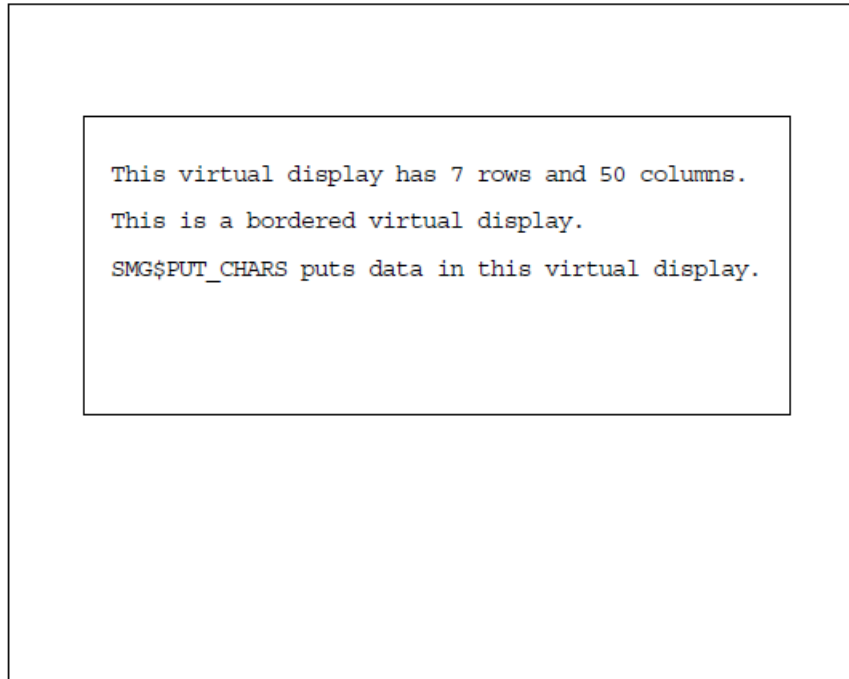 This virtual display has 7 rows and 50 columns.
This is a bordered virtual display.
SMG$PUT_CHARS puts data in this virtual display.